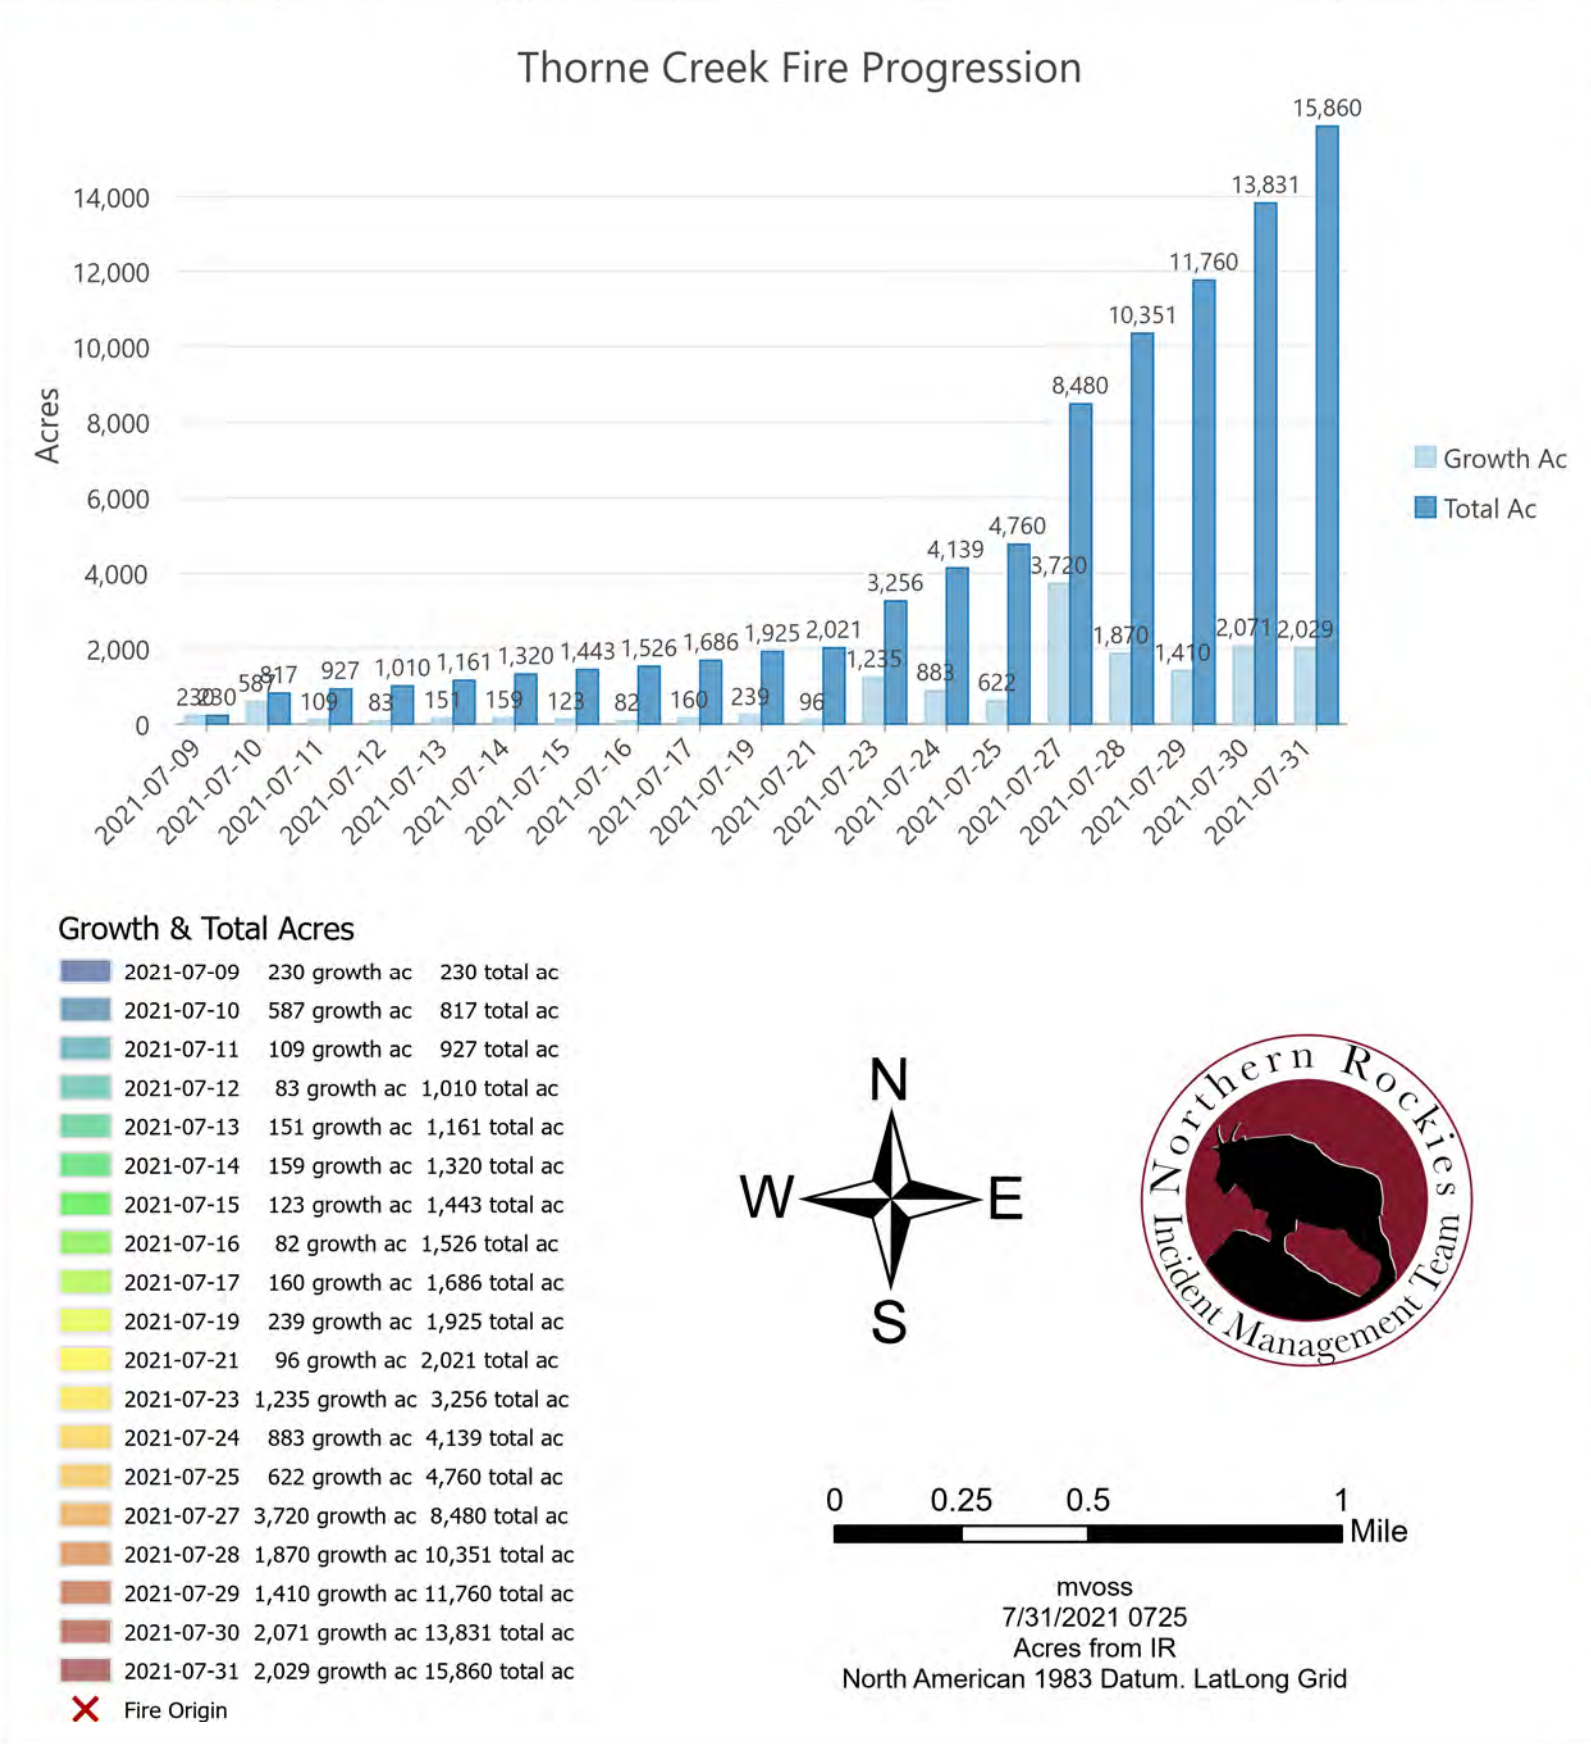 Thorne Creek Fire Progression
15,860
14,000
13,831
12,000
11,760
10,351
10,000
8,480
8,000
Acres
Growth Ac
Total Ac
6,000
4,760
4,139
4,000
3,720
3,256
2,000
230 230 587 817 109 927 83 1,010 151 1,161 159 1,320 123 1,443 82 1,526 160 1,686 239 1,925 96 2,021 1,235 883 622 1,870 1,410 2,071 2,029
0
2021-07-09 2021-07-10 2021-07-11 2021-07-12 2021-07-13 2021-07-14 2021-07-15 2021-07-16 2021-07-17 2021-07-19 2021-07-21 2021-07-23 2021-07-24 2021-07-25 2021-07-27 2021-07-28 2021-07-29 2021-07-30 2021-07-31
Growth & Total Acres
2021-07-09 230 growth ac 230 total ac
2021-07-10 587 growth ac 817 total ac
2021-07-11 109 growth ac 927 total ac
2021-07-12 83 growth ac 1,010 total ac
2021-07-13 151 growth ac 1,161 total ac
2021-07-14 159 growth ac 1,320 total ac
2021-07-15 123 growth ac 1,443 total ac
2021-07-16 82 growth ac 1,526 total ac
2021-07-17 160 growth ac 1,686 total ac
2021-07-19 239 growth ac 1,925 total ac
2021-07-21 96 growth ac 2,021 total ac
2021-07-23 1,235 growth ac 3,256 total ac
2021-07-24 883 growth ac 4,139 total ac
2021-07-25 622 growth ac 4,760 total ac
2021-07-27 3,720 growth ac 8,480 total ac
2021-07-28 1,870 growth ac 10,351 total ac
2021-07-29 1,410 growth ac 11,760 total ac
2021-07-30 2,071 growth ac 13,831 total ac
2021-07-31 2,029 growth ac 15,860 total ac
Fire Origin
N
W E
S
Northern Rockies
Incident Management Team
0 0.25 0.5 1
Mile
mvoss
7/31/2021 0725
Acres from IR
North American 1983 Datum. LatLong Grid